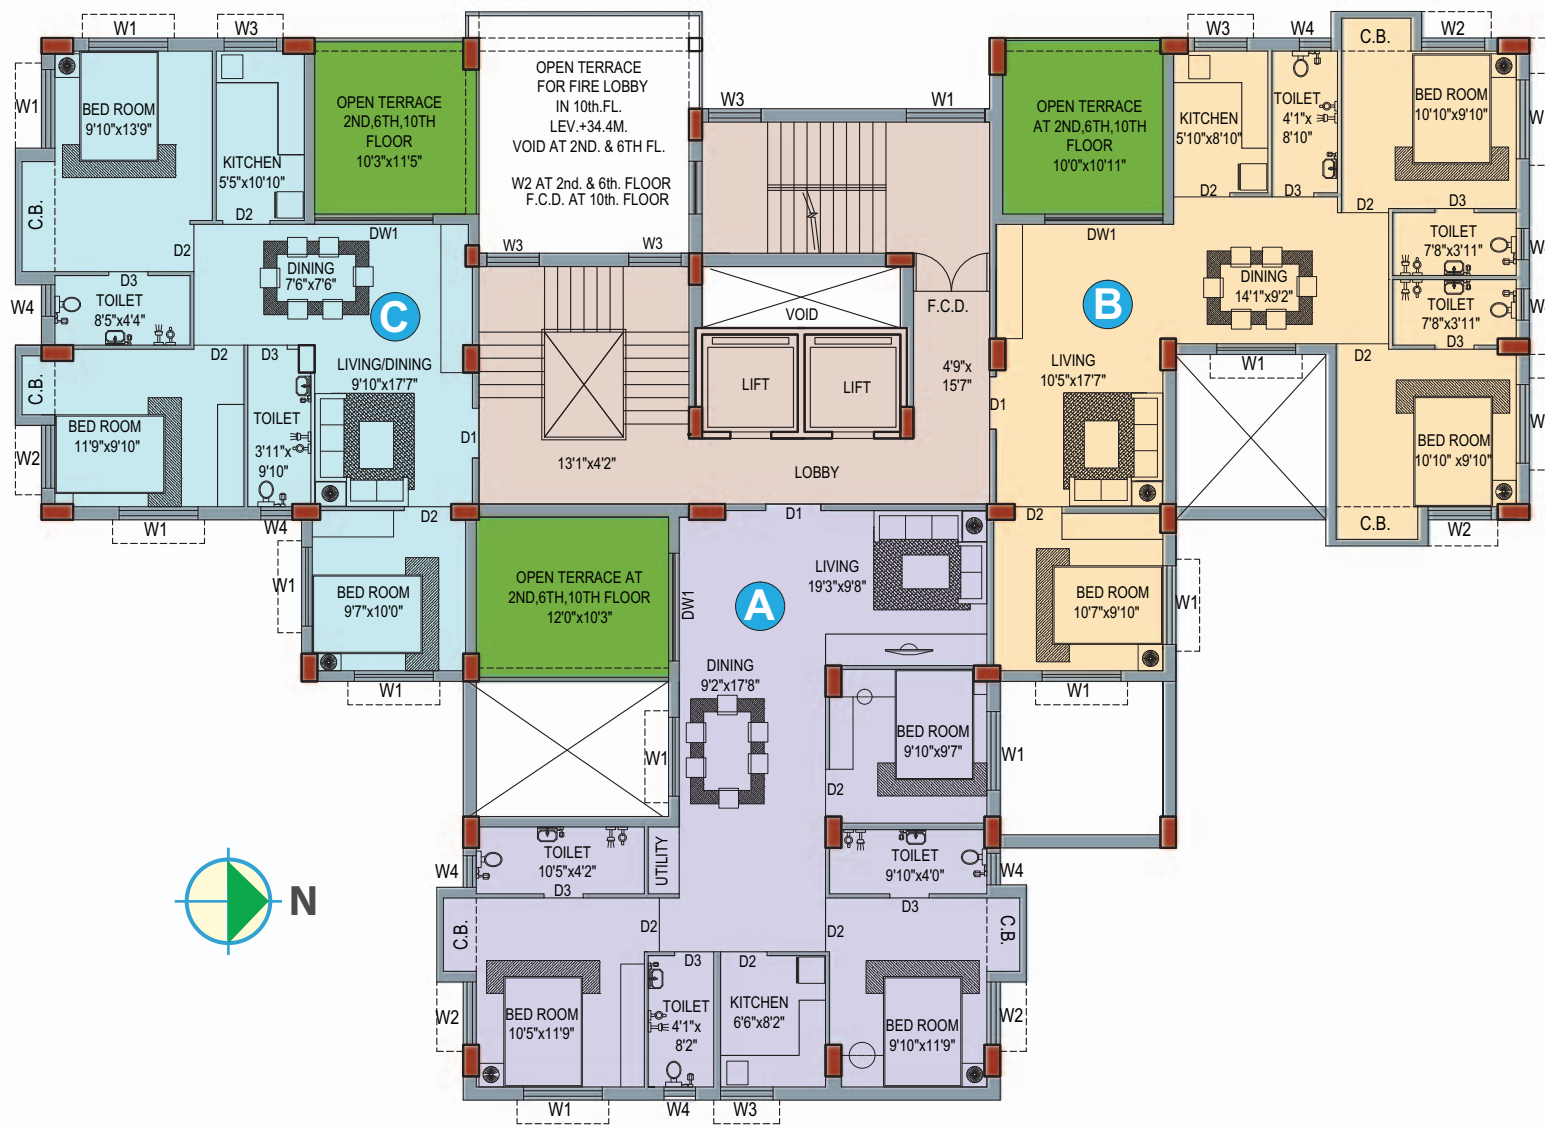 W1
W3
W3
W4
W2
C.B.
BED ROOM
9'10"x13'9"
W1
KITCHEN
5'5"x10'10"
D2
OPEN TERRACE
2ND,6TH,10TH
FLOOR
10'3"x11'5"
OPEN TERRACE
FOR FIRE LOBBY
IN 10th.FL.
LEV.+34.4M.
VOID AT 2ND. & 6TH FL.
W2 AT 2nd. & 6th. FLOOR
F.C.D. AT 10th. FLOOR
W3
W3
W3
W1
OPEN TERRACE
AT 2ND,6TH,10TH
FLOOR
10'0"x10'11"
KITCHEN
5'10"x8'10"
D2
TOILET
4'1"x
8'10"
D3
BED ROOM
10'10"x9'10"
W
D3
D2
C.B.
D2
DW1
DINING
7'6"x7'6"
C
D3
TOILET
8'5"x4'4"
W4
D2
D3
LIVING/DINING
9'10"x17'7"
C.B.
BED ROOM
11'9"x9'10"
W2
TOILET
3'11"x
9'10"
D1
W1
W4
D2
13'1"x4'2"
VOID
LIFT
LIFT
LOBBY
F.C.D.
4'9"x
15'7"
D1
DW1
DINING
14'1"x9'2"
B
TOILET
7'8"x3'11"
W
TOILET
7'8"x3'11"
W
D3
D2
W1
LIVING
10'5"x17'7"
BED ROOM
10'10" x9'10"
W
C.B.
W2
D2
BED ROOM
10'7"x9'10"
W1
W1
W1
BED ROOM
9'7"x10'0"
W1
OPEN TERRACE AT
2ND,6TH,10TH FLOOR
12'0"x10'3"
DW1
D1
LIVING
19'3"x9'8"
A
DINING
9'2"x17'8"
W1
BED ROOM
9'10"x9'7"
W1
D2
TOILET
10'5"x4'2"
W4
D3
UTILITY
TOILET
9'10"x4'0"
W4
D3
N
C.B.
D2
D2
C.B.
D3
D2
BED ROOM
10'5"x11'9"
W2
TOILET
4'1"x
8'2"
KITCHEN
6'6"x8'2"
BED ROOM
9'10"x11'9"
W2
W1
W4
W3